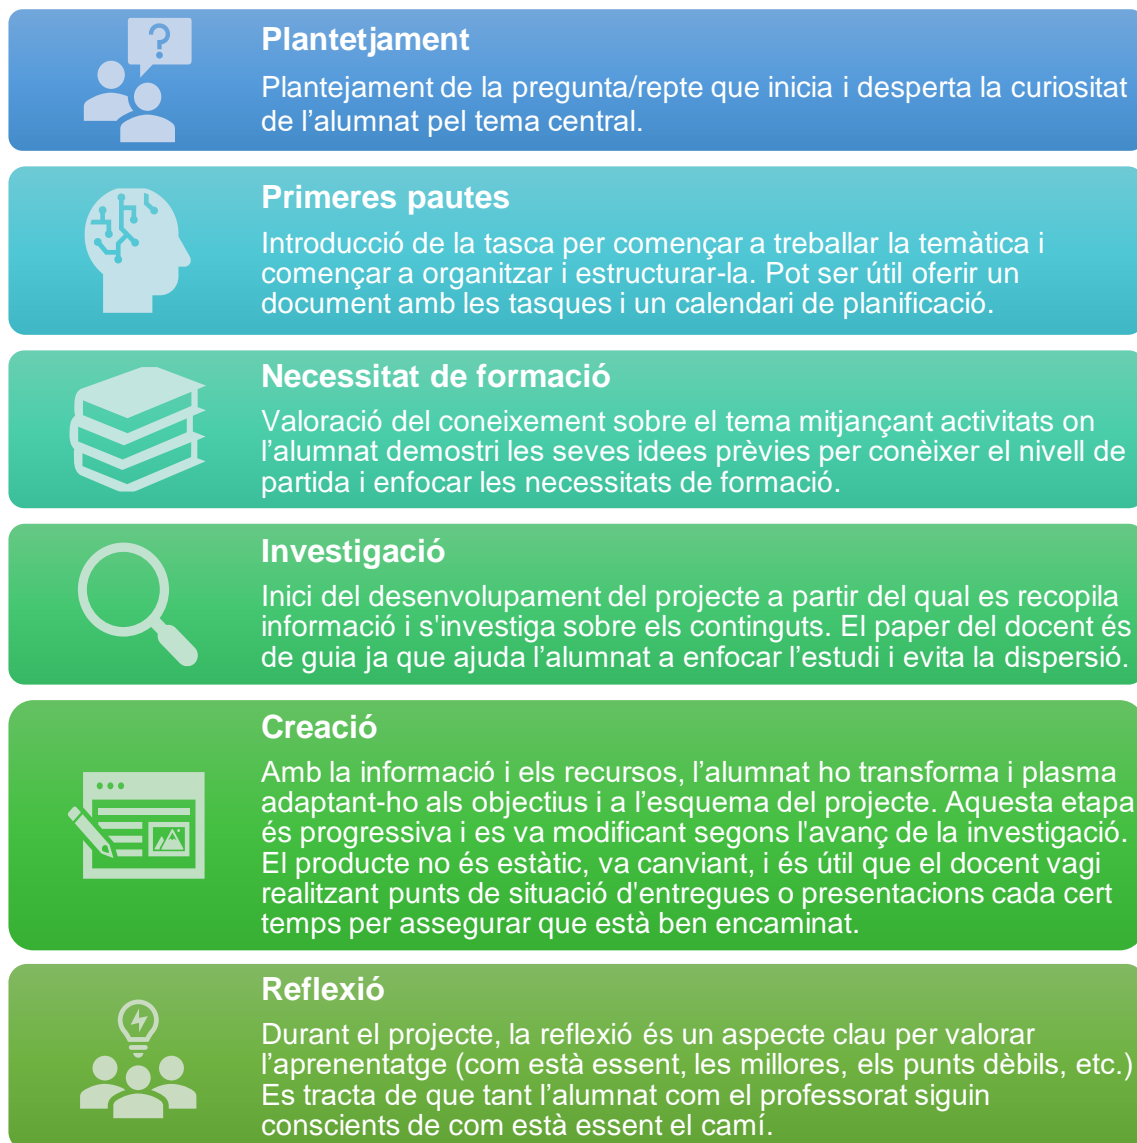 Plantetjament
Plantejament de la pregunta/repte que inicia i desperta la curiositat
de l’alumnat pel tema central.
Primeres pautes
Introducció de la tasca per començar a treballar la temàtica i
començar a organitzar i estructurar-la. Pot ser útil oferir un
document amb les tasques i un calendari de planificació.
Necessitat de formació
Valoració del coneixement sobre el tema mitjançant activitats on
l’alumnat demostri les seves idees prèvies per conèixer el nivell de
partida i enfocar les necessitats de formació.
Investigació
Inici del desenvolupament del projecte a partir del qual es recopila
informació i s'investiga sobre els continguts. El paper del docent és
de guia ja que ajuda l’alumnat a enfocar l’estudi i evita la dispersió.
Creació
Amb la informació i els recursos, l’alumnat ho transforma i plasma
adaptant-ho als objectius i a l’esquema del projecte. Aquesta etapa
és progressiva i es va modificant segons l'avanç de la investigació.
El producte no és estàtic, va canviant, i és útil que el docent vagi
realitzant punts de situació d'entregues o presentacions cada cert
temps per assegurar que està ben encaminat.
Reflexió
Durant el projecte, la reflexió és un aspecte clau per valorar
l’aprenentatge (com està essent, les millores, els punts dèbils, etc.)
Es tracta de que tant l’alumnat com el professorat siguin
conscients de com està essent el camí.